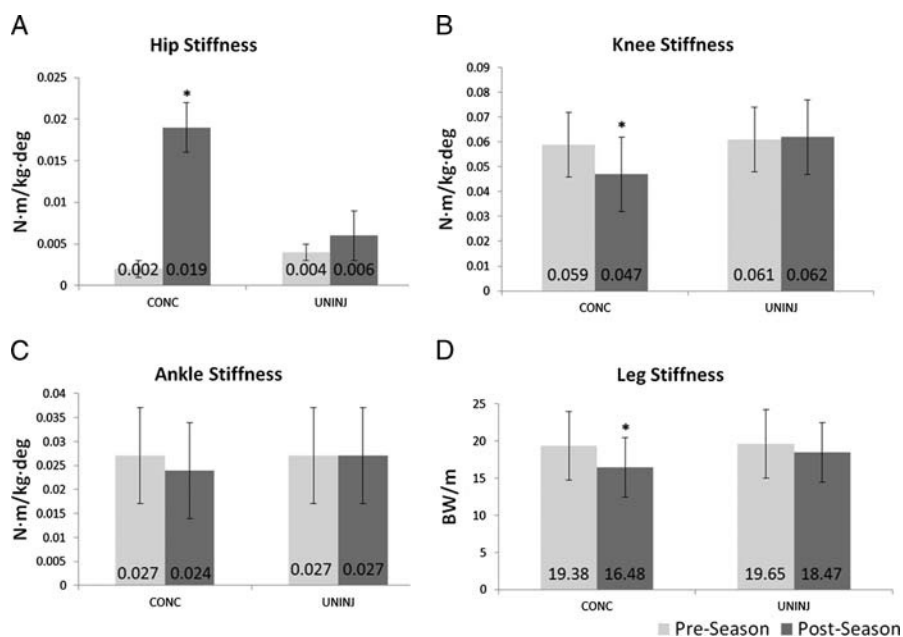 A
Hip Stiffness
N·m/kg·deg
0.025
0.02
0.015
0.01
0.005
0
*
0.002 0.019 0.004 0.006
CONC UNINJ
B
Knee Stiffness
N·m/kg·deg
0.09
0.08
0.07
0.06
0.05
0.04
0.03
0.02
0.01
0
*
0.059 0.047 0.061 0.062
CONC UNINJ
C
Ankle Stiffness
N·m/kg·deg
0.04
0.035
0.03
0.025
0.02
0.015
0.01
0.005
0
0.027 0.024 0.027 0.027
CONC UNINJ
D
Leg Stiffness
BW/m
25
20
15
10
5
0
*
19.38 16.48 19.65 18.47
CONC UNINJ
Pre-Season Post-Season